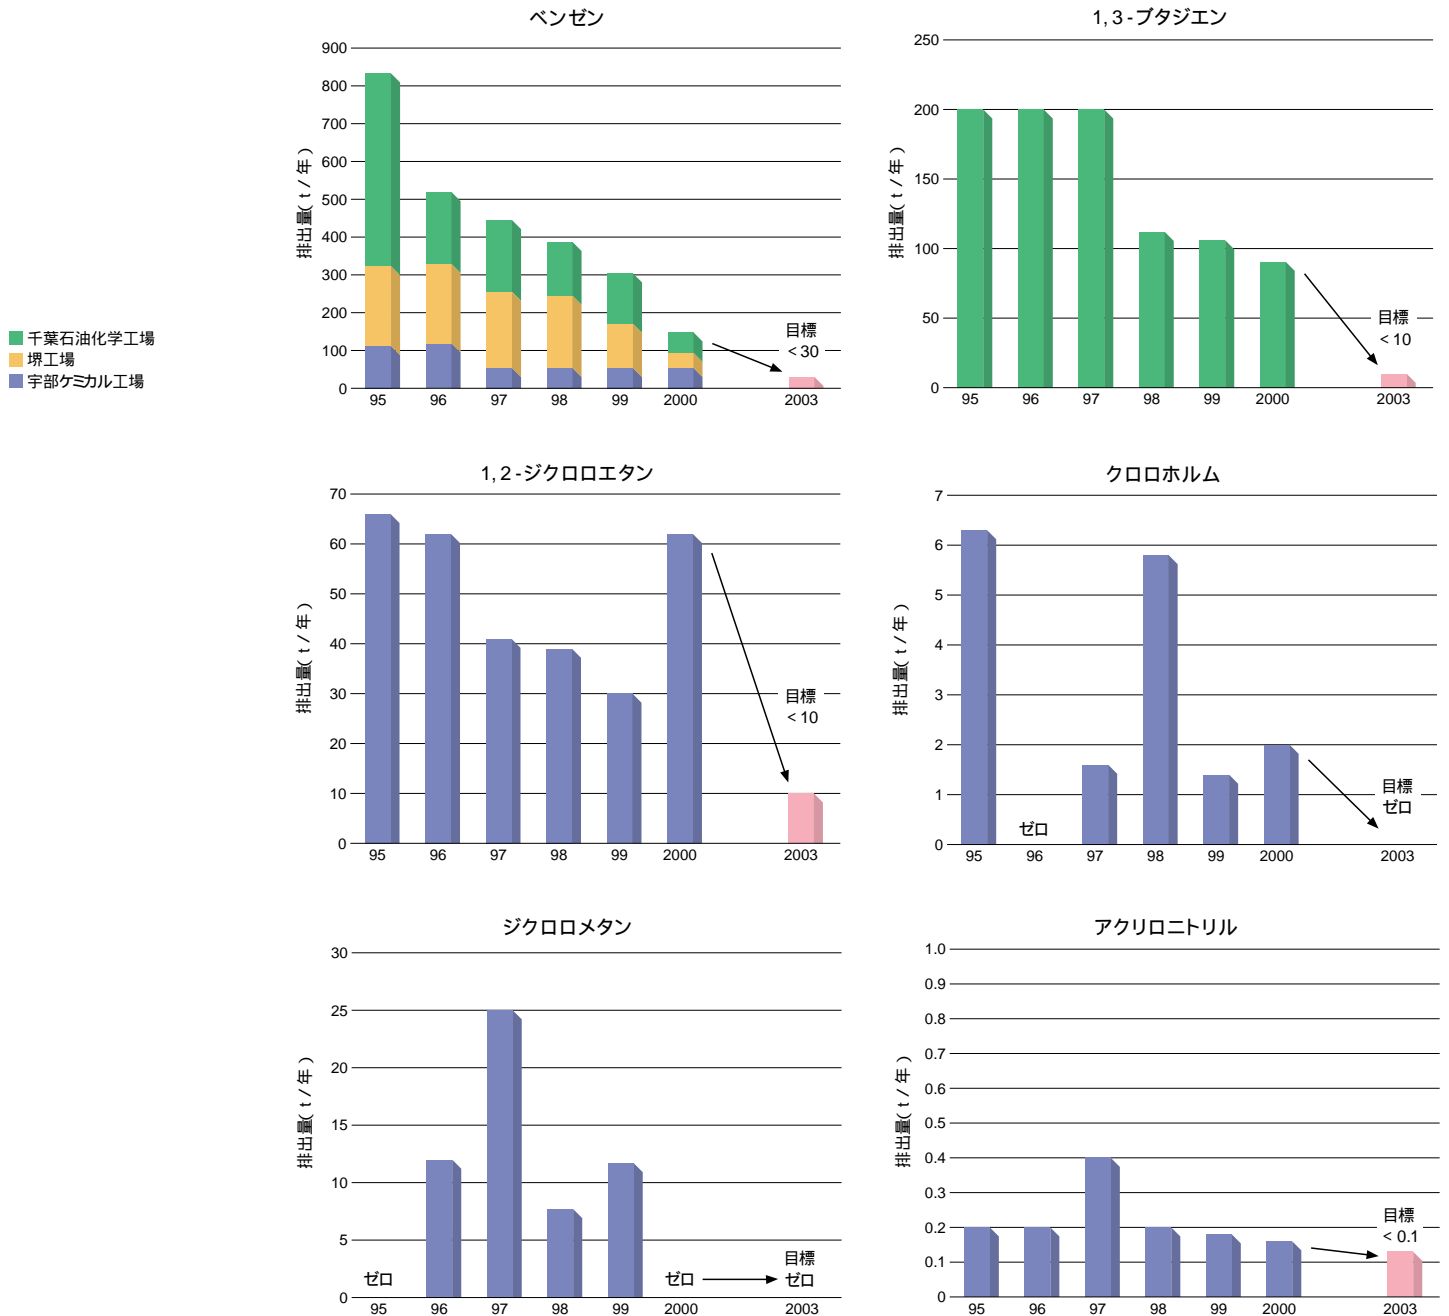 ベンゼン
900
800
700
600
500
400
300
200
100
0
排出量(t/年)
95 96 97 98 99 2000 2003
目標
<30
千葉石油化学工場
堺工場
宇部ケミカル工場
1,3-ブタジエン
250
200
150
100
50
0
排出量(t/年)
95 96 97 98 99 2000 2003
目標
<10
1,2-ジクロロエタン
70
60
50
40
30
20
10
0
排出量(t/年)
95 96 97 98 99 2000 2003
目標
<10
クロロホルム
7
6
5
4
3
2
1
0
排出量(t/年)
ゼロ
95 96 97 98 99 2000 2003
目標
ゼロ
ジクロロメタン
30
25
20
15
10
5
0
排出量(t/年)
ゼロ ゼロ
95 96 97 98 99 2000 2003
目標
ゼロ
アクリロニトリル
1.0
0.9
0.8
0.7
0.6
0.5
0.4
0.3
0.2
0.1
0
排出量(t/年)
95 96 97 98 99 2000 2003
目標
<0.1